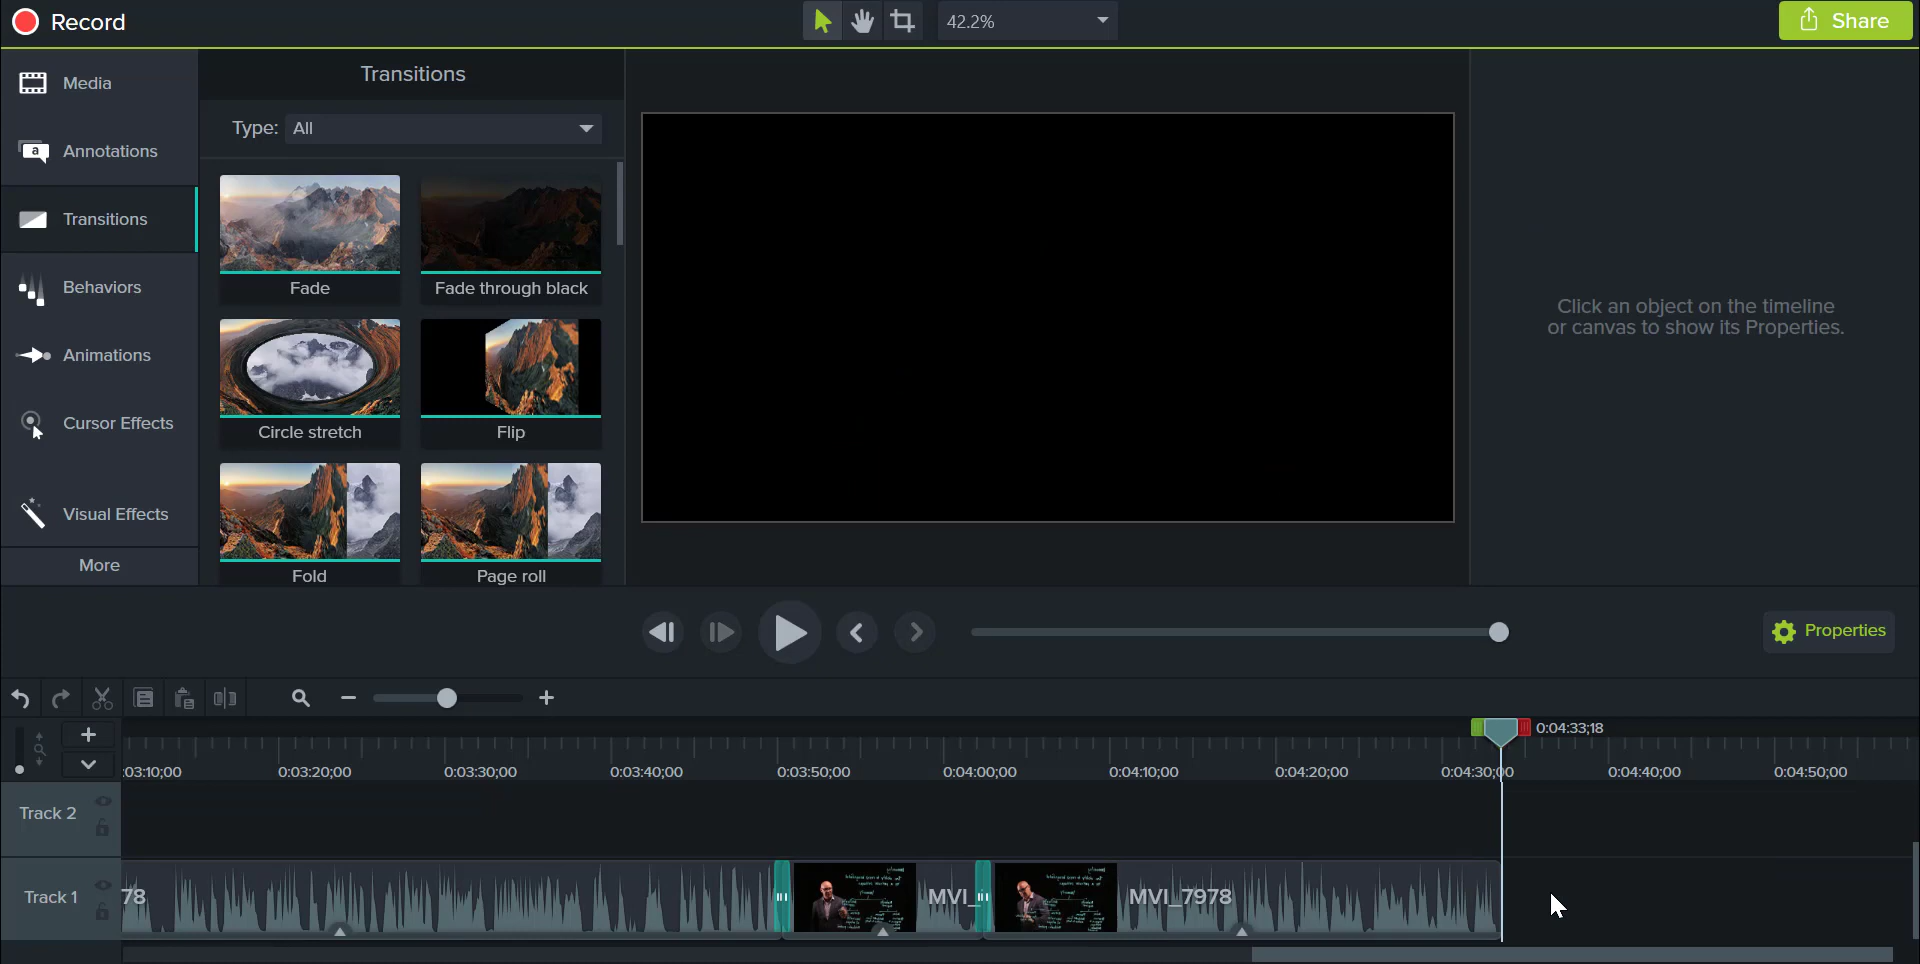 Record
42.2%
Share
Media
Annotations
Transitions
Behaviors
Animations
Cursor Effects
Visual Effects
More
Transitions
Type: All
Fade
Fade through black
Circle stretch
Flip
Fold
Page roll
Click an object on the timeline
or canvas to show its Properties.
Properties
0:04:33;18
:03:10;00
0:03:20;00
0:03:30;00
0:03:40;00
0:03:50;00
0:04:00;00
0:04:10;00
0:04:20;00
0:04:30;00
0:04:40;00
0:04:50;00
Track 2
Track 1
78
MVI_
MVI_7978